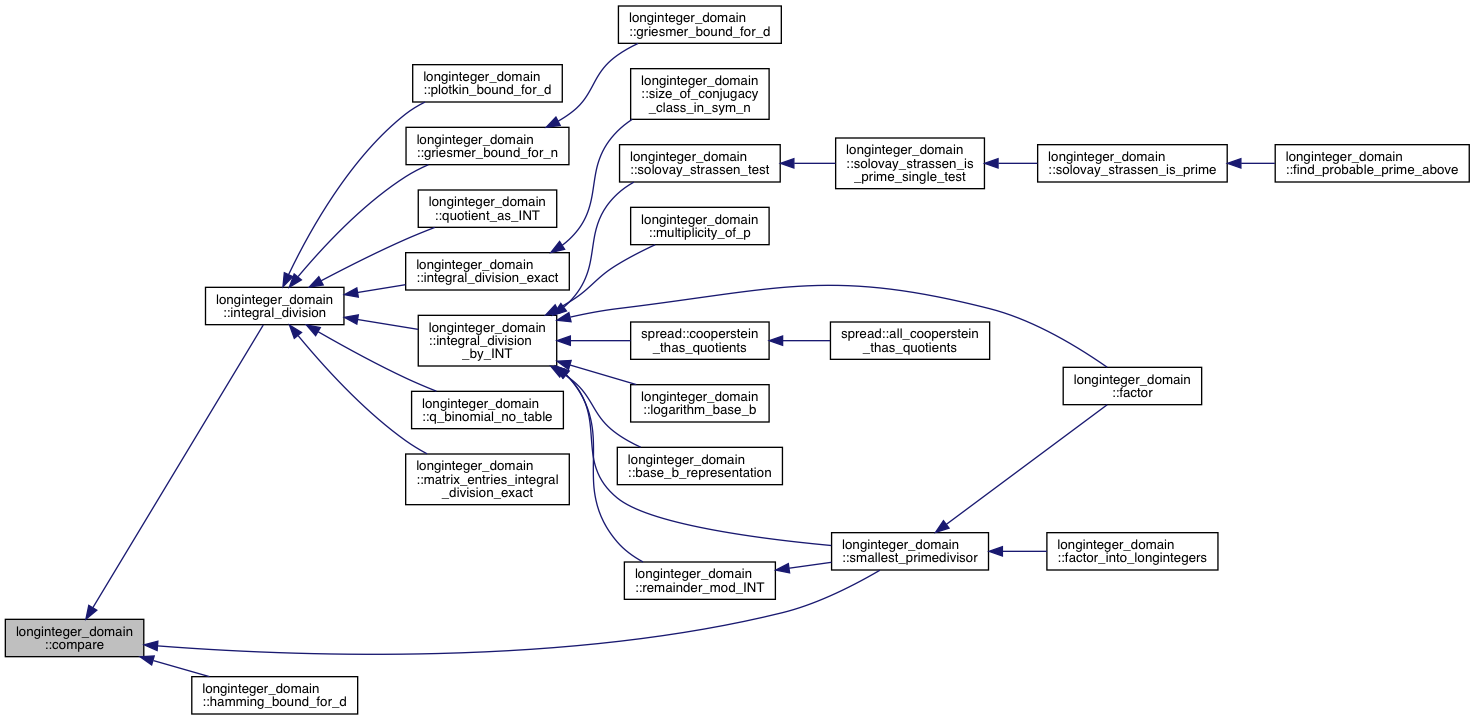 longinteger_domain
::griesmer_bound_for_d
longinteger_domain
::plotkin_bound_for_d
longinteger_domain
::size_of_conjugacy
_class_in_sym_n
longinteger_domain
::griesmer_bound_for_n
longinteger_domain
::solovay_strassen_test
longinteger_domain
::solovay_strassen_is
_prime_single_test
longinteger_domain
::solovay_strassen_is_prime
longinteger_domain
::find_probable_prime_above
longinteger_domain
::quotient_as_INT
longinteger_domain
::multiplicity_of_p
longinteger_domain
::integral_division_exact
longinteger_domain
::integral_division
longinteger_domain
::integral_division
_by_INT
spread::cooperstein
_thas_quotients
spread::all_cooperstein
_thas_quotients
longinteger_domain
::factor
longinteger_domain
::q_binomial_no_table
longinteger_domain
::logarithm_base_b
longinteger_domain
::base_b_representation
longinteger_domain
::matrix_entries_integral
_division_exact
longinteger_domain
::smallest_primedivisor
longinteger_domain
::factor_into_longintegers
longinteger_domain
::remainder_mod_INT
longinteger_domain
::compare
longinteger_domain
::hamming_bound_for_d